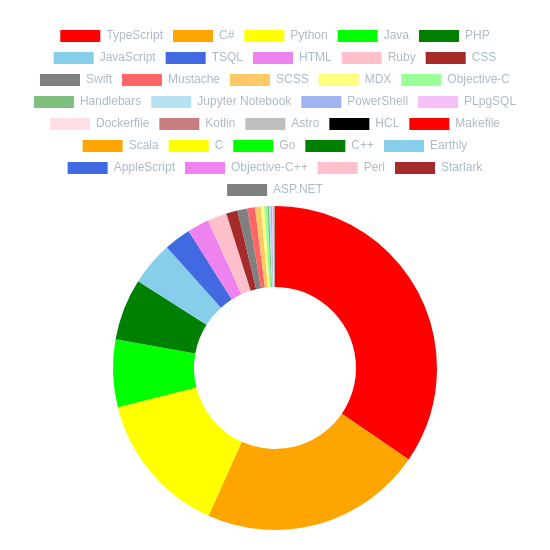 TypeScript C# Python Java PHP
JavaScript TSQL HTML Ruby CSS
Swift Mustache SCSS MDX Objective-C
Handlebars Jupyter Notebook PowerShell PLpgSQL
Dockerfile Kotlin Astro HCL Makefile
Scala C Go C++ Earthly
AppleScript Objective-C++ Perl Starlark
ASP.NET